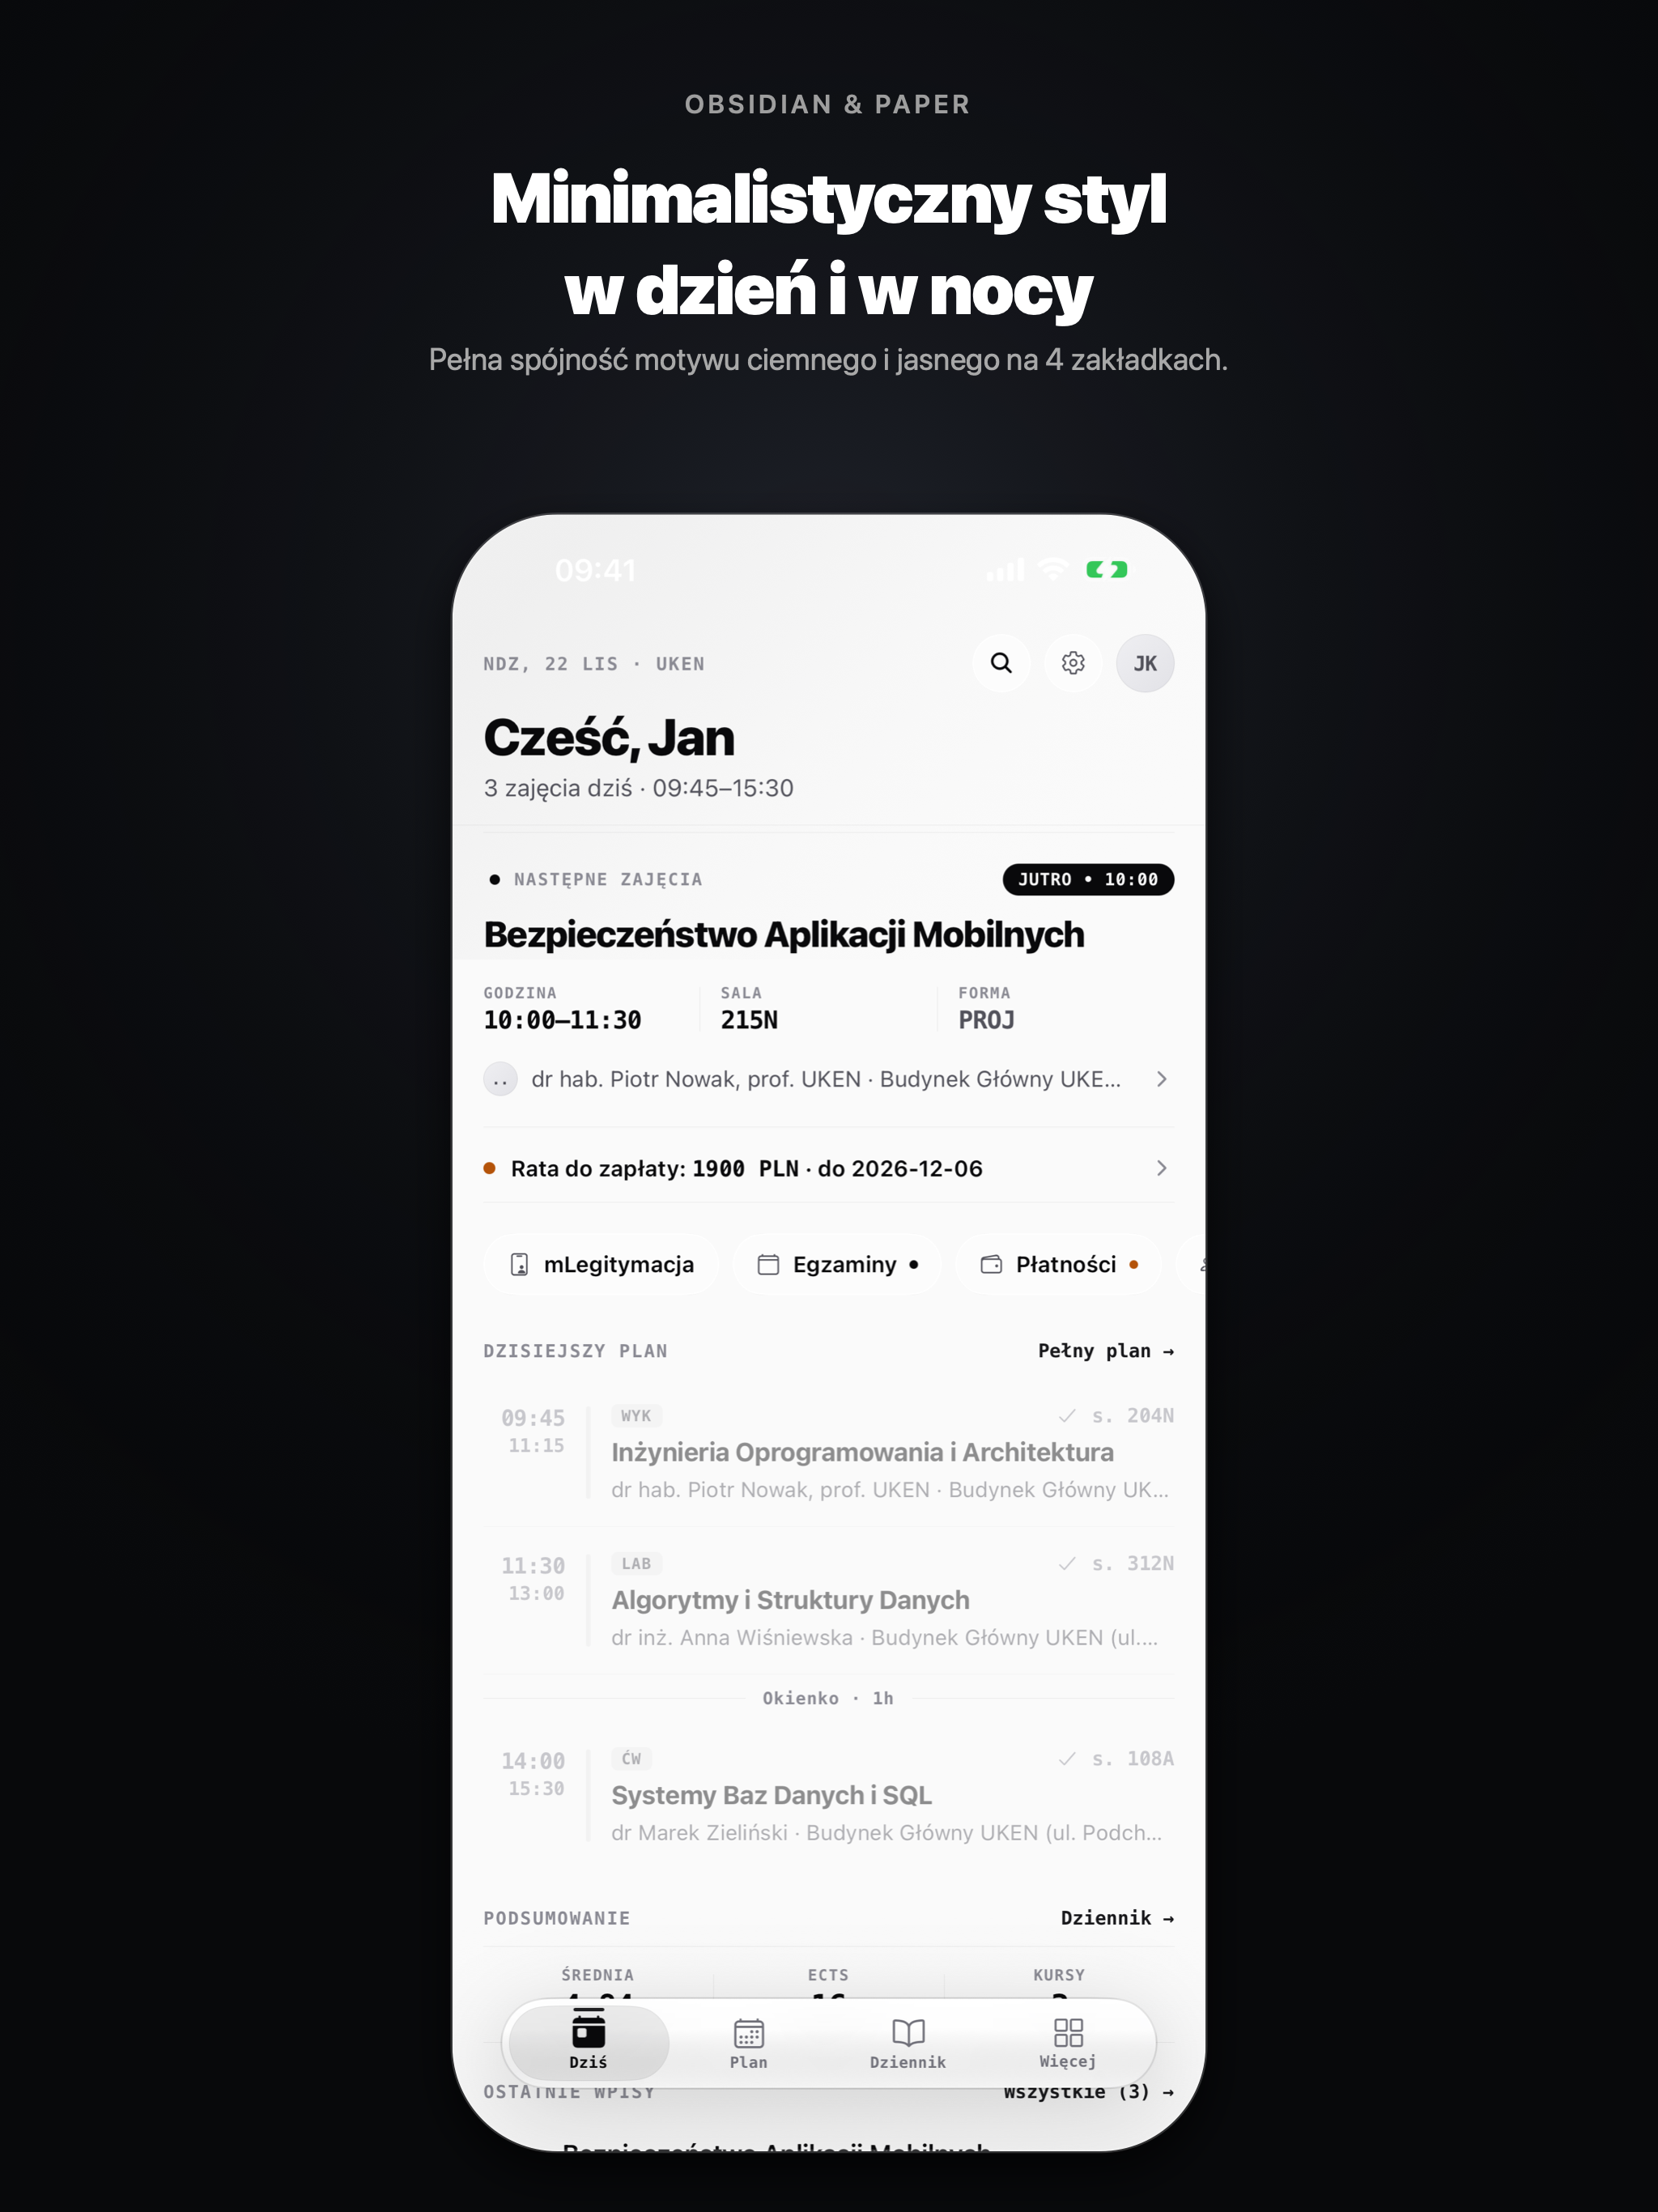 OBSIDIAN & PAPER
Minimalistyczny styl
w dzień i w nocy
Pełna spójność motywu ciemnego i jasnego na 4 zakładkach.
09:41
NDZ, 22 LIS · UKEN
JK
Cześć, Jan
3 zajęcia dziś · 09:45–15:30
NASTĘPNE ZAJĘCIA
JUTRO • 10:00
Bezpieczeństwo Aplikacji Mobilnych
GODZINA SALA FORMA
10:00–11:30 215N PROJ
.. dr hab. Piotr Nowak, prof. UKEN · Budynek Główny UKE...
Rata do zapłaty: 1900 PLN · do 2026-12-06
mLegitymacja Egzaminy • Płatności •
DZISIEJSZY PLAN Pełny plan →
09:45 WYK ✓ s. 204N
11:15 Inżynieria Oprogramowania i Architektura
dr hab. Piotr Nowak, prof. UKEN · Budynek Główny UK...
11:30 LAB ✓ s. 312N
13:00 Algorytmy i Struktury Danych
dr inż. Anna Wiśniewska · Budynek Główny UKEN (ul....
Okienko · 1h
14:00 ĆW ✓ s. 108A
15:30 Systemy Baz Danych i SQL
dr Marek Zieliński · Budynek Główny UKEN (ul. Podch...
PODSUMOWANIE Dziennik →
ŚREDNIA ECTS KURSY
Dziś Plan Dziennik Więcej
OSTATNIE WPISY Wszystkie (3) →
Bezpieczeństwo Aplikacji Mobilnych